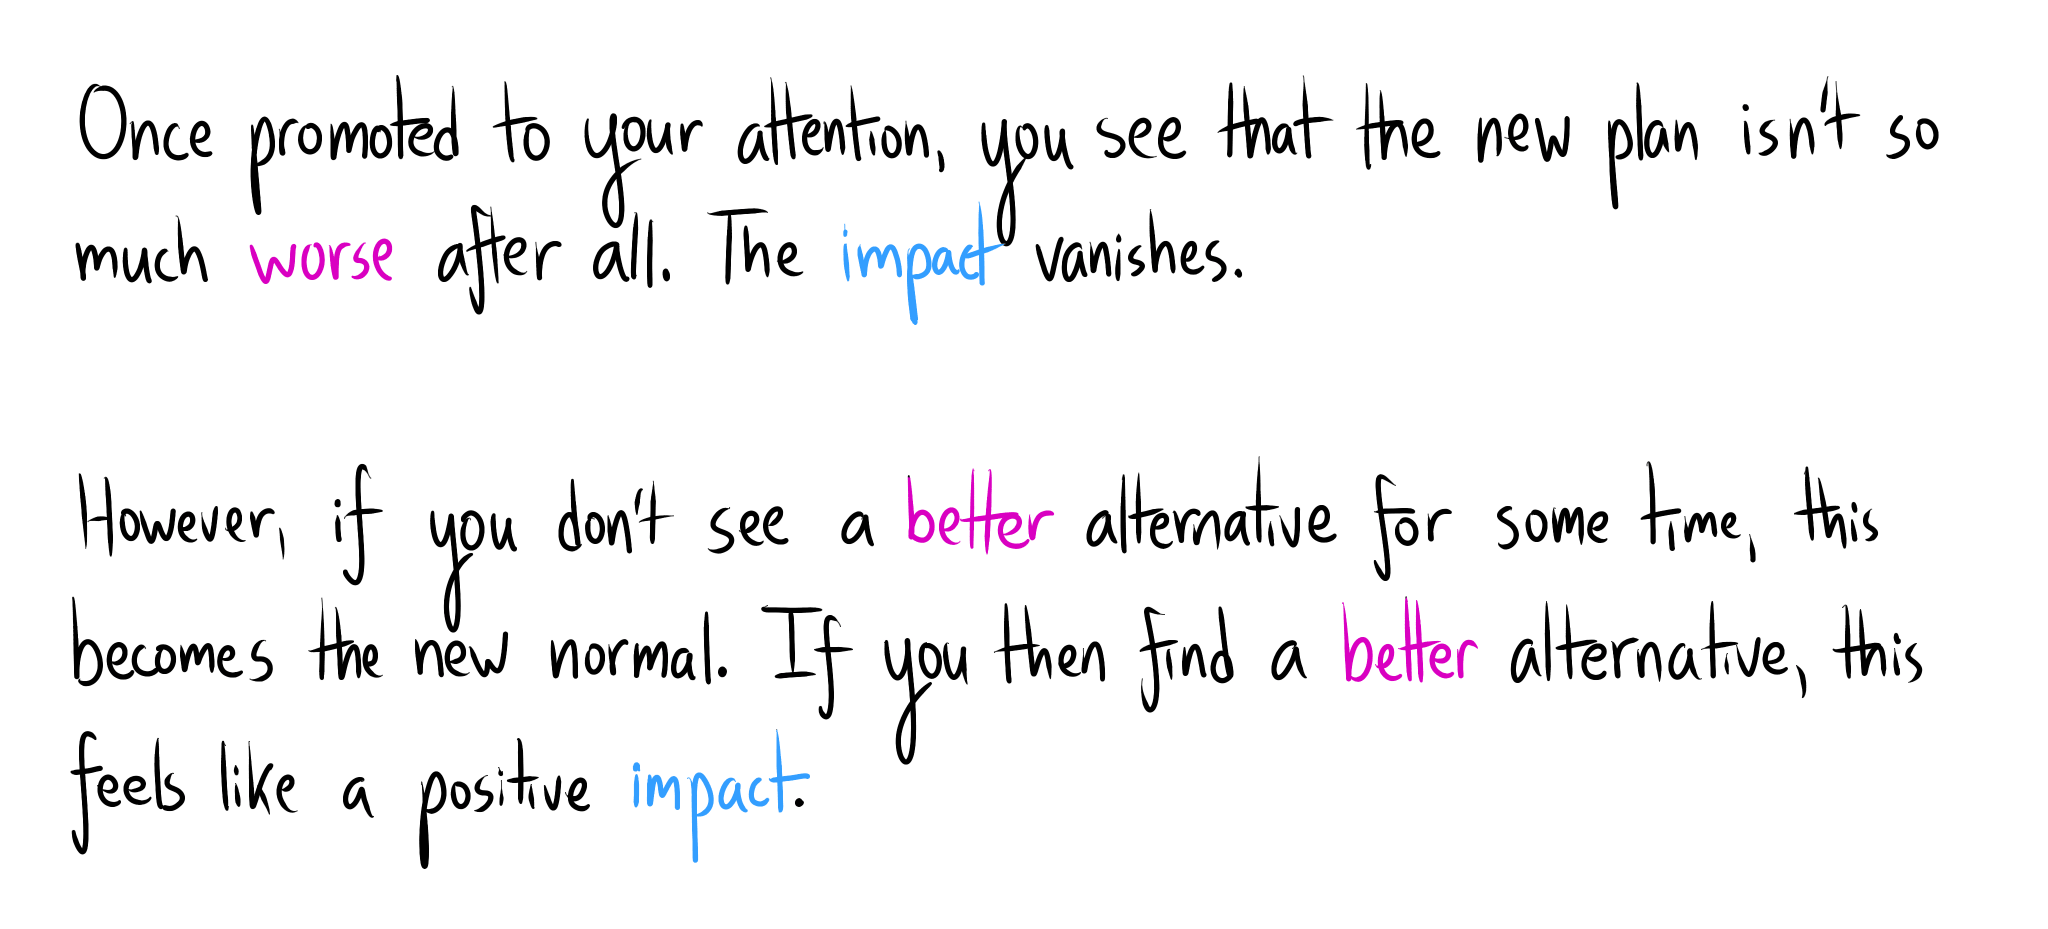 Once promoted to your attention, you see that the new plan isn't so
much worse after all. The impact vanishes.
However, if you don't see a better alternative for some time, this
becomes the new normal. If you then find a better alternative, this
feels like a positive impact.